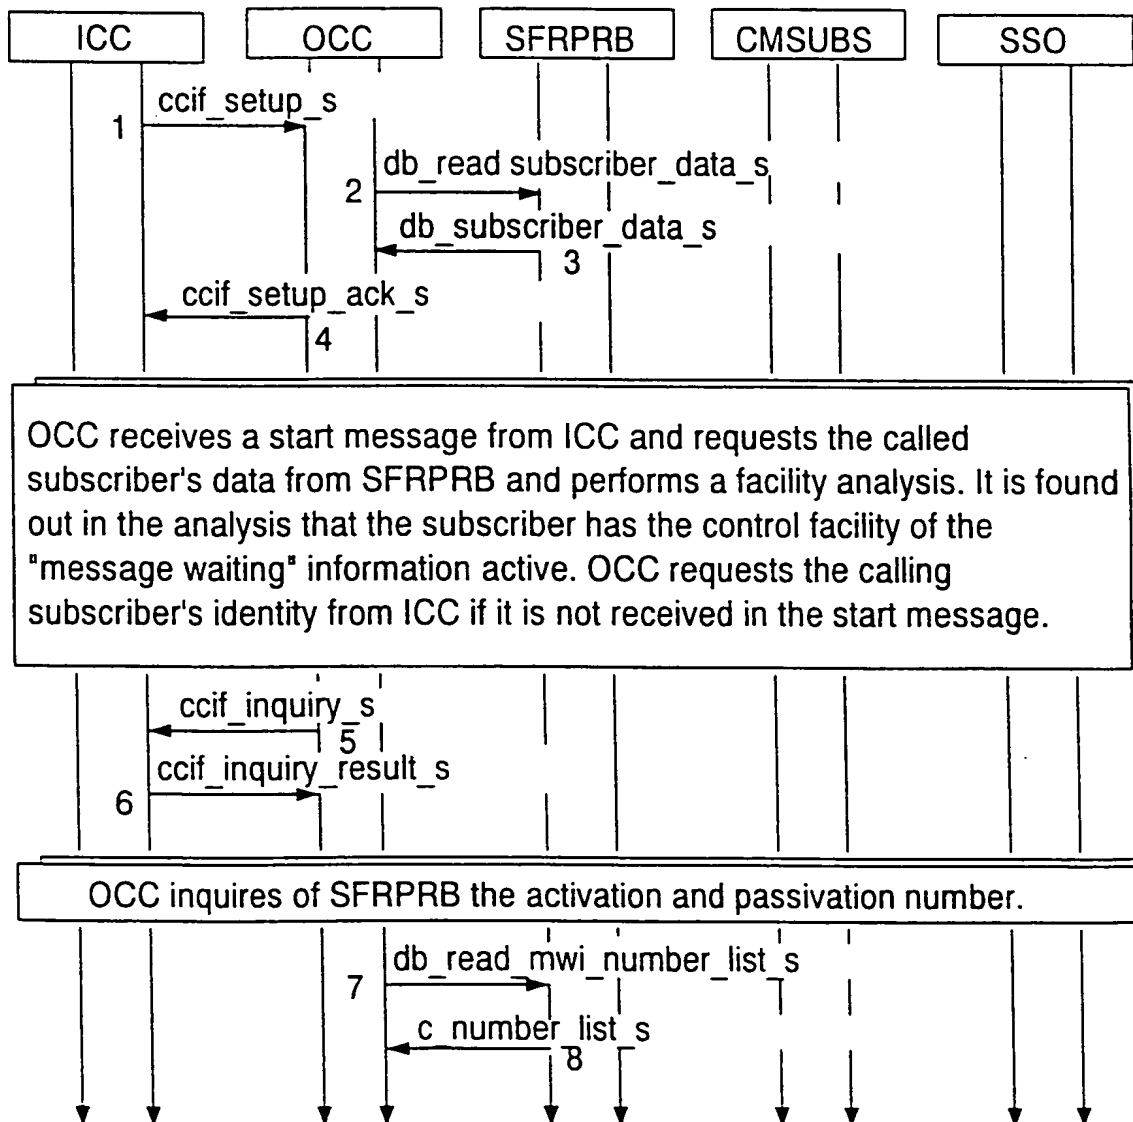 ICC OCC SFRPRB CMSUBS SSO
ccif_setup_s
1
db_read subscriber_data_s
2
db_subscriber_data_s
3
ccif_setup_ack_s
4
OCC receives a start message from ICC and requests the called
subscriber's data from SFRPRB and performs a facility analysis. It is found
out in the analysis that the subscriber has the control facility of the
"message waiting" information active. OCC requests the calling
subscriber's identity from ICC if it is not received in the start message.
ccif_inquiry_s
5
ccif_inquiry_result_s
6
OCC inquires of SFRPRB the activation and passivation number.
db_read_mwi_number_list_s
7
c_number_list_s
8